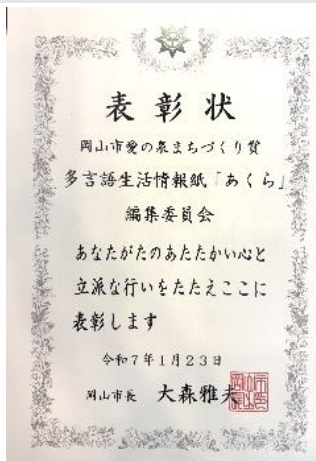 表彰状
岡山市愛の泉まちづくり賞
多言語生活情報紙「あくら」
編集委員会
あなたがたのあたたかい心と
立派な行いをたたえここに
表彰します
令和7年1月23日
岡山市長 大森雅夫